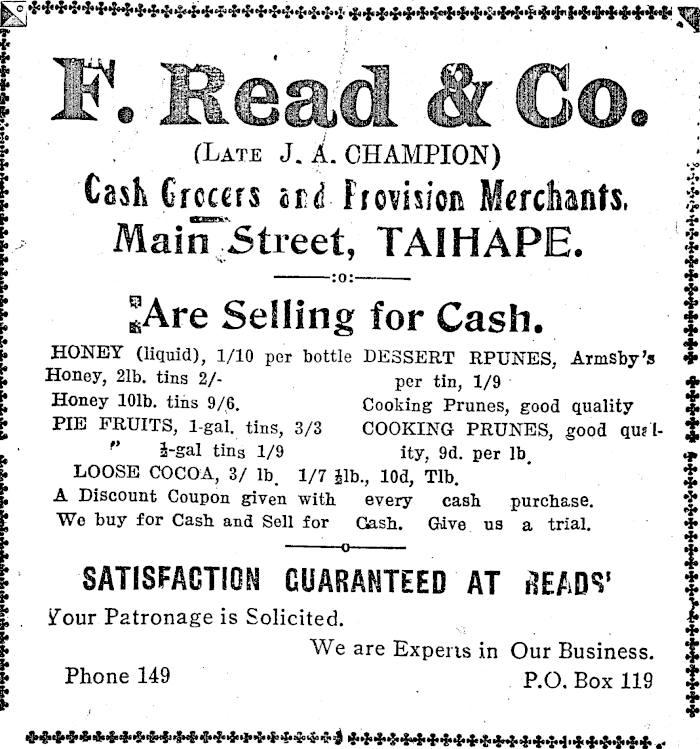 F. Read & Co.
(LATE J. A. CHAMPION)
Cash Grocers and Provision Merchants.
Main Street, TAIHAPE.
:o:
Are Selling for Cash.
HONEY (liquid), 1/10 per bottle
Honey, 2lb. tins 2/-
Honey 10lb. tins 9/6.
PIE FRUITS, 1-gal. tins, 3/3
" ½-gal tins 1/9
DESSERT RPUNES, Armsby's
per tin, 1/9
Cooking Prunes, good quality
COOKING PRUNES, good qual-
ity, 9d. per lb.
LOOSE COCOA, 3/ lb. 1/7 ½lb., 10d, Tlb.
A Discount Coupon given with every cash purchase.
We buy for Cash and Sell for Cash. Give us a trial.
o
SATISFACTION GUARANTEED AT READS'
Your Patronage is Solicited.
We are Experts in Our Business.
Phone 149
P.O. Box 119